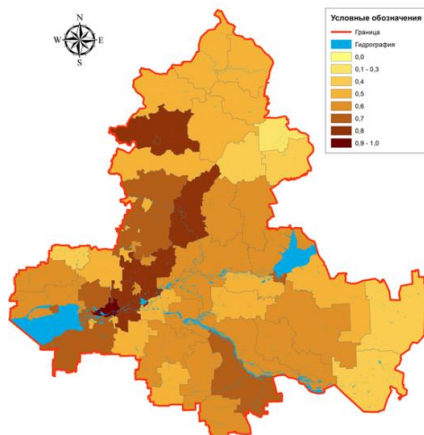 N
W
E
S
Условные обозначения
Граница
Гидрография
0,0
0,1 - 0,3
0,4
0,5
0,6
0,7
0,8
0,9 - 1,0